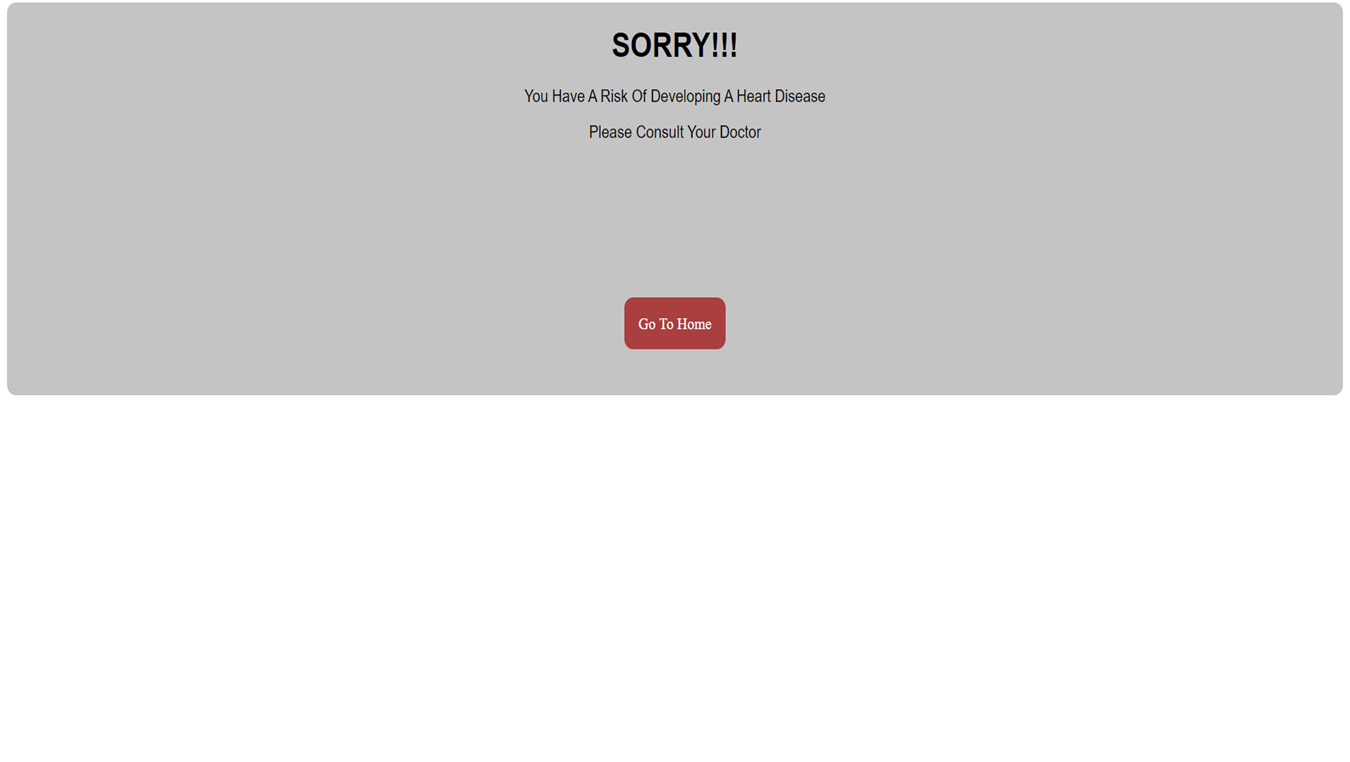 SORRY!!!
You Have A Risk Of Developing A Heart Disease
Please Consult Your Doctor
Go To Home